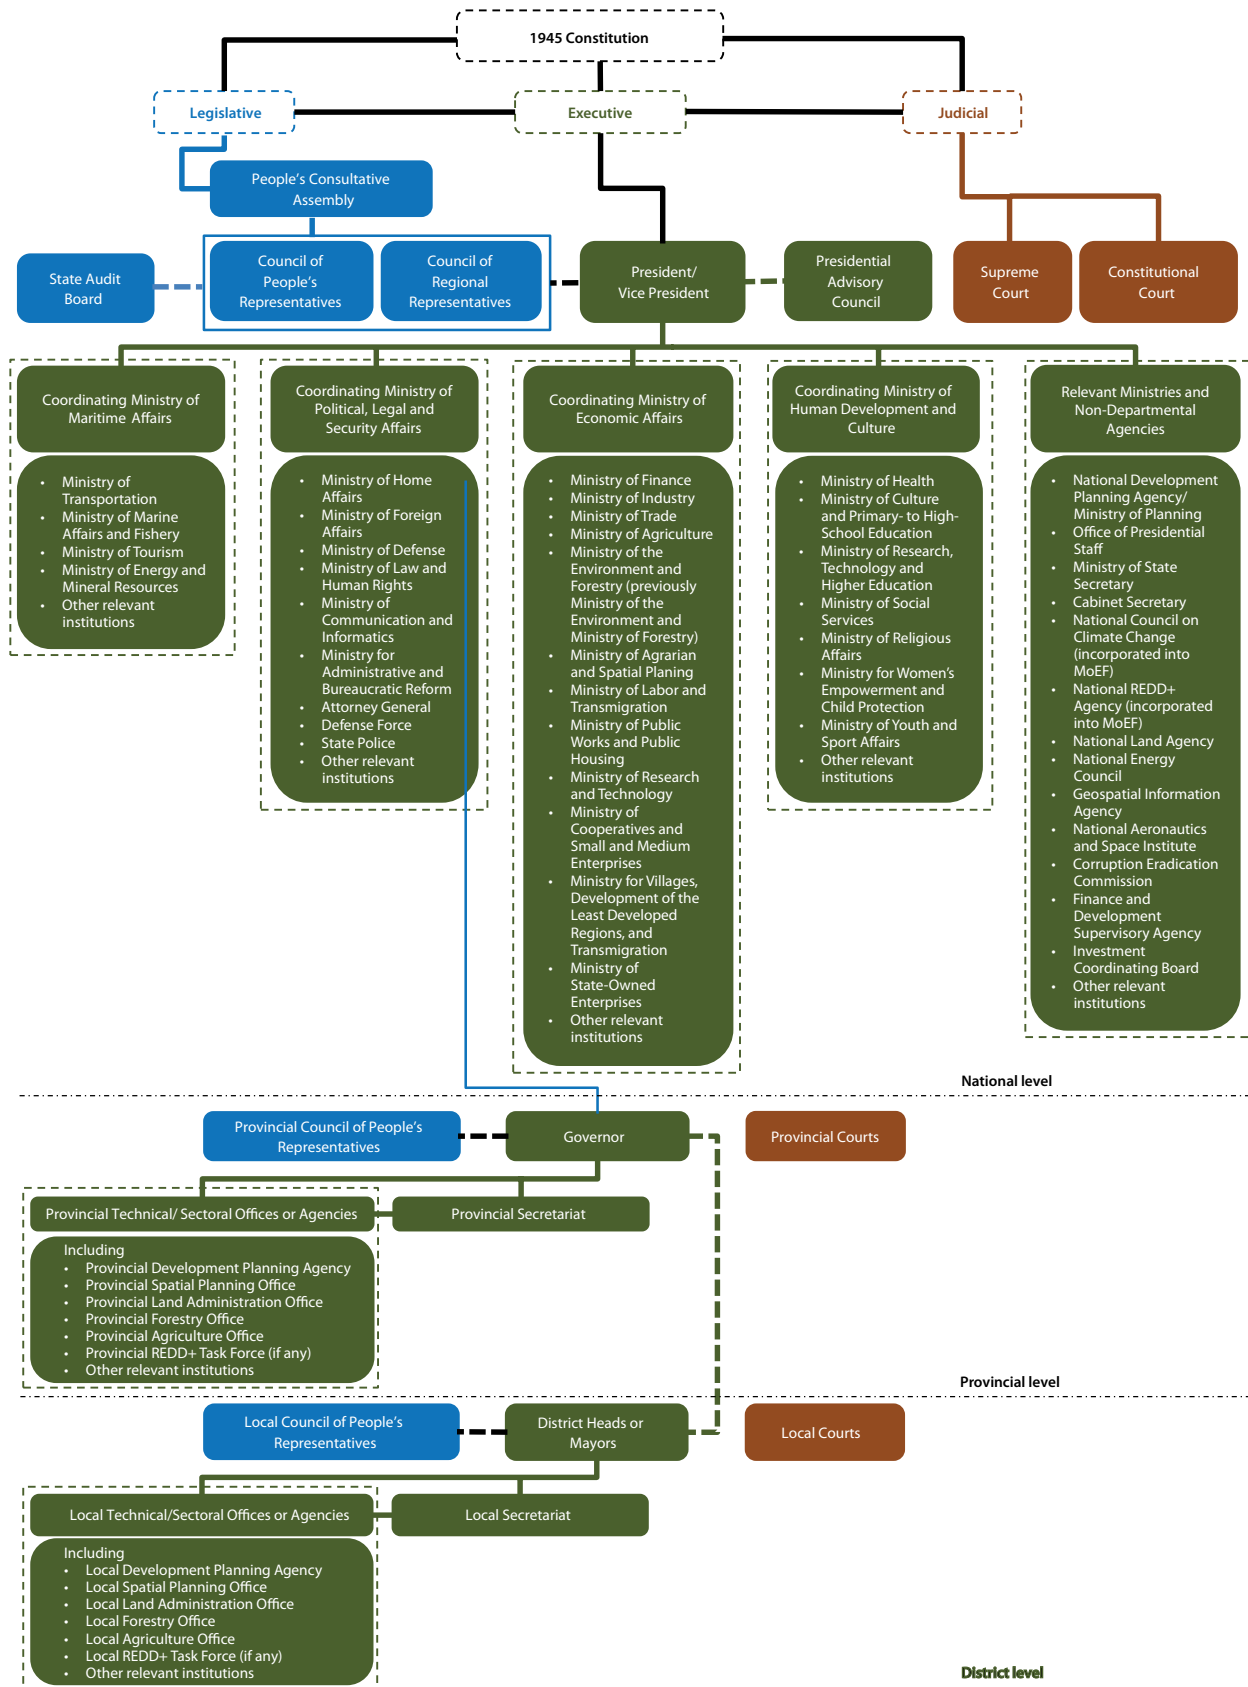 1945 Constitution
Legislative
Executive
Judicial
People's Consultative
Assembly
State Audit
Board
Council of
People's
Representatives
Council of
Regional
Representatives
President/
Vice President
Presidential
Advisory
Council
Supreme
Court
Constitutional
Court
Coordinating Ministry of
Maritime Affairs
• Ministry of
Transportation
• Ministry of Marine
Affairs and Fishery
• Ministry of Tourism
• Ministry of Energy and
Mineral Resources
• Other relevant
institutions
Coordinating Ministry of
Political, Legal and
Security Affairs
• Ministry of Home
Affairs
• Ministry of Foreign
Affairs
• Ministry of Defense
• Ministry of Law and
Human Rights
• Ministry of
Communication and
Informatics
• Ministry for
Administrative and
Bureaucratic Reform
• Attorney General
• Defense Force
• State Police
• Other relevant
institutions
Coordinating Ministry of
Economic Affairs
• Ministry of Finance
• Ministry of Industry
• Ministry of Trade
• Ministry of Agriculture
• Ministry of the
Environment and
Forestry (previously
Ministry of the
Environment and
Ministry of Forestry)
• Ministry of Agrarian
and Spatial Planing
• Ministry of Labor and
Transmigration
• Ministry of Public
Works and Public
Housing
• Ministry of Research
and Technology
• Ministry of
Cooperatives and
Small and Medium
Enterprises
• Ministry for Villages,
Development of the
Least Developed
Regions, and
Transmigration
• Ministry of
State-Owned
Enterprises
• Other relevant
institutions
Coordinating Ministry of
Human Development and
Culture
• Ministry of Health
• Ministry of Culture
and Primary- to High-
School Education
• Ministry of Research,
Technology and
Higher Education
• Ministry of Social
Services
• Ministry of Religious
Affairs
• Ministry for Women's
Empowerment and
Child Protection
• Ministry of Youth and
Sport Affairs
• Other relevant
institutions
Relevant Ministries and
Non-Departmental
Agencies
• National Development
Planning Agency/
Ministry of Planning
• Office of Presidential
Staff
• Ministry of State
Secretary
• Cabinet Secretary
• National Council on
Climate Change
(incorporated into
MoEF)
• National REDD+
Agency (incorporated
into MoEF)
• National Land Agency
• National Energy
Council
• Geospatial Information
Agency
• National Aeronautics
and Space Institute
• Corruption Eradication
Commission
• Finance and
Development
Supervisory Agency
• Investment
Coordinating Board
• Other relevant
institutions
National level
Provincial Council of People's
Representatives
Governor
Provincial Courts
Provincial Technical/ Sectoral Offices or Agencies
Provincial Secretariat
Including
• Provincial Development Planning Agency
• Provincial Spatial Planning Office
• Provincial Land Administration Office
• Provincial Forestry Office
• Provincial Agriculture Office
• Provincial REDD+ Task Force (if any)
• Other relevant institutions
Provincial level
Local Council of People's
Representatives
District Heads or
Mayors
Local Courts
Local Technical/Sectoral Offices or Agencies
Local Secretariat
Including
• Local Development Planning Agency
• Local Spatial Planning Office
• Local Land Administration Office
• Local Forestry Office
• Local Agriculture Office
• Local REDD+ Task Force (if any)
• Other relevant institutions
District level